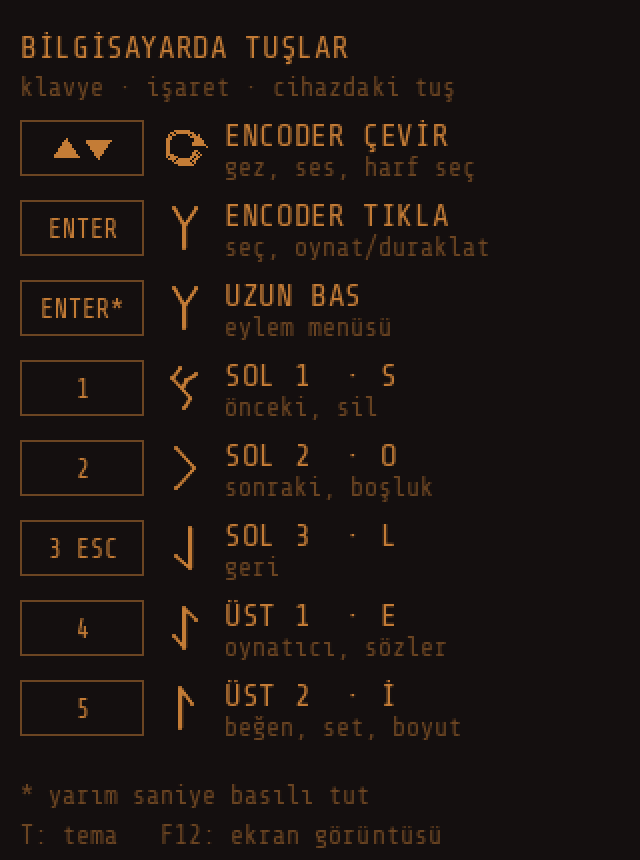 BİLGİSAYARDA TUŞLAR
klavye · işaret · cihazdaki tuş
▲▼ ENCODER ÇEVİR
gez, ses, harf seç
ENTER ENCODER TIKLA
seç, oynat/duraklat
ENTER* UZUN BAS
eylem menüsü
1 SOL 1 · S
önceki, sil
2 SOL 2 · O
sonraki, boşluk
3 ESC SOL 3 · L
geri
4 ÜST 1 · E
oynatıcı, sözler
5 ÜST 2 · İ
beğen, set, boyut
* yarım saniye basılı tut
T: tema F12: ekran görüntüsü